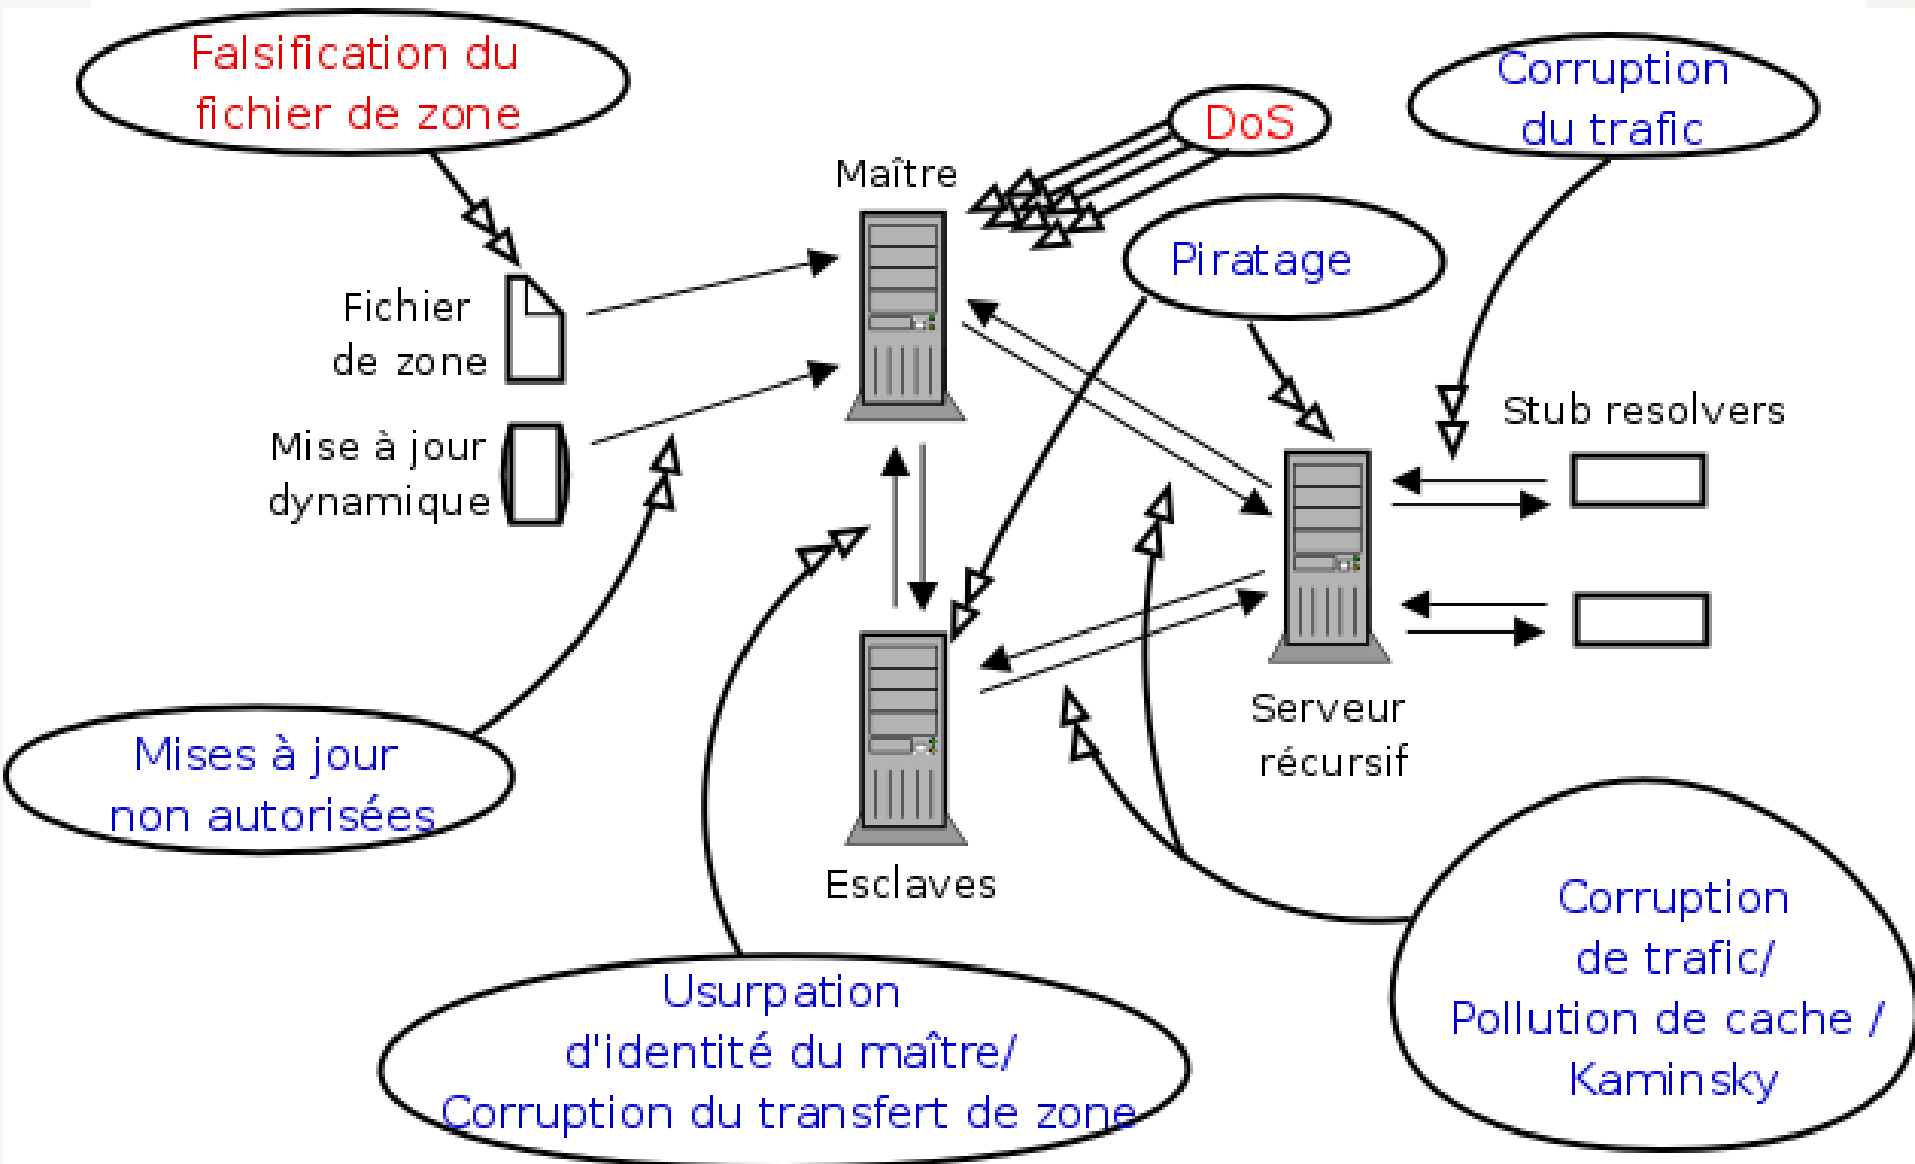 Falsification du
fichier de zone
DoS
Corruption
du trafic
Maître
Piratage
Fichier
de zone
Stub resolvers
Mise à jour
dynamique
Serveur
récursif
Mises à jour
non autorisées
Esclaves
Corruption
de trafic/
Pollution de cache /
Kaminsky
Usurpation
d'identité du maître/
Corruption du transfert de zone